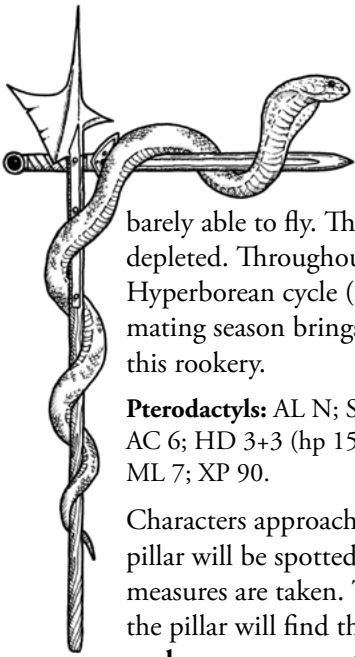 barely able to fly. Th
depleted. Throughou
Hyperborean cycle (
mating season brings
this rookery.
Pterodactyls: AL N; S
AC 6; HD 3+3 (hp 15
ML 7; XP 90.
Characters approach
pillar will be spotted
measures are taken. T
the pillar will find th